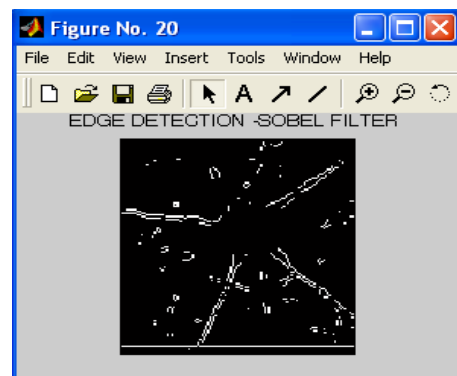 Figure No. 20
File Edit View Insert Tools Window Help
A
EDGE DETECTION -SOBEL FILTER